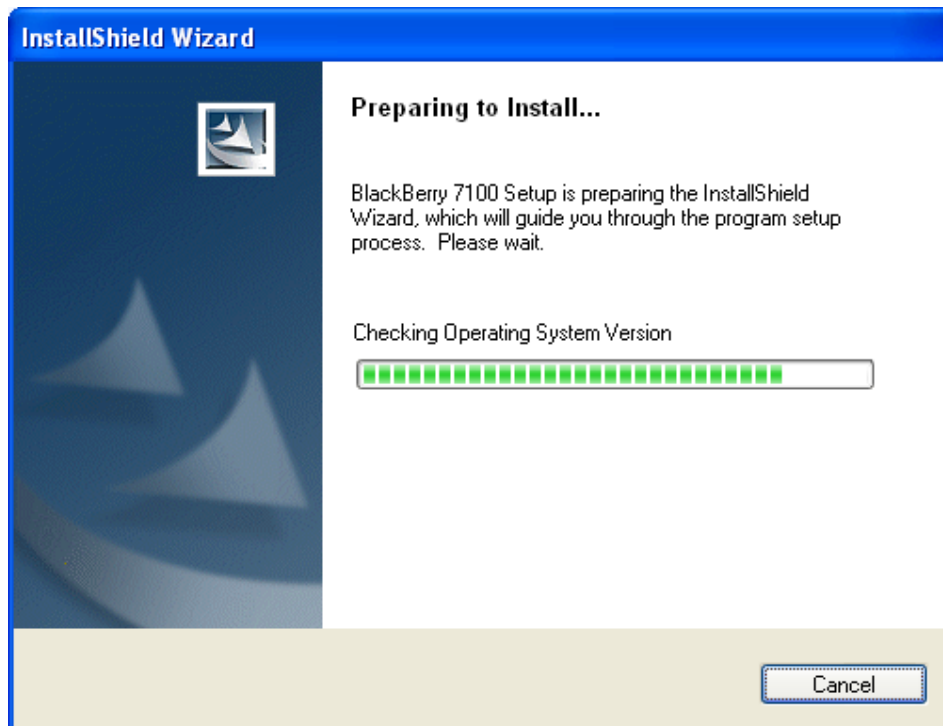 InstallShield Wizard
Preparing to Install...
BlackBerry 7100 Setup is preparing the InstallShield
Wizard, which will guide you through the program setup
process.  Please wait.
Checking Operating System Version
Cancel